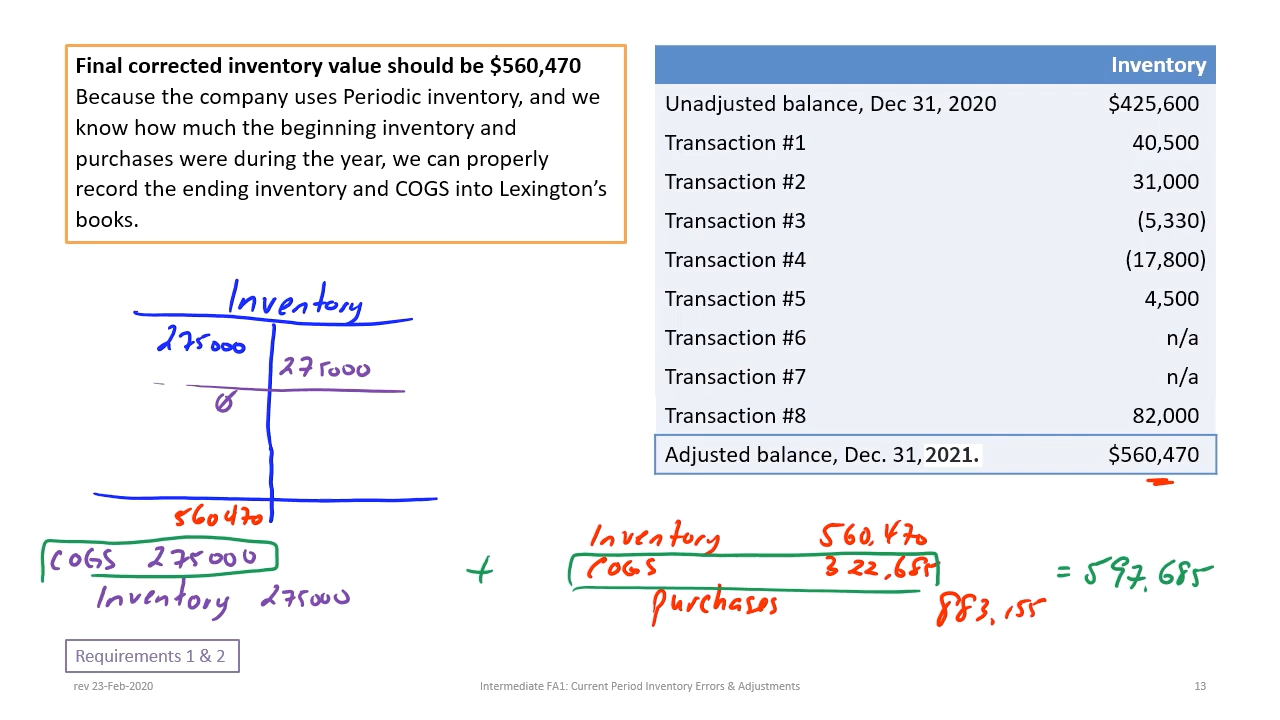 Final corrected inventory value should be $560,470
Because the company uses Periodic inventory, and we
know how much the beginning inventory and
purchases were during the year, we can properly
record the ending inventory and COGS into Lexington's
books.
Inventory
Unadjusted balance, Dec 31, 2020 $425,600
Transaction #1 40,500
Transaction #2 31,000
Transaction #3 (5,330)
Transaction #4 (17,800)
Transaction #5 4,500
Transaction #6 n/a
Transaction #7 n/a
Transaction #8 82,000
Adjusted balance, Dec. 31, 2021. $560,470
Inventory
275000
275000
0
560470
COGS 275000
Inventory 275000
+
Inventory 560,470
COGS 322,685
purchases 883,155
= 597,685
Requirements 1 & 2
rev 23-Feb-2020
Intermediate FA1: Current Period Inventory Errors & Adjustments
13